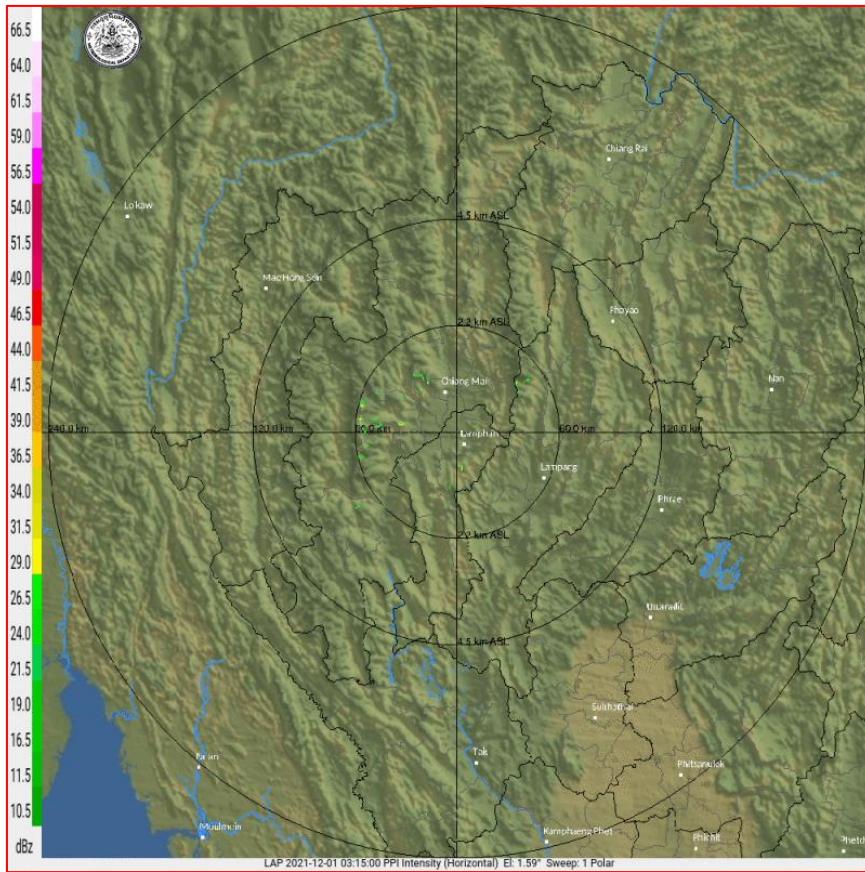 66.5
64.0
61.5
59.0
56.5
54.0
51.5
49.0
46.5
44.0
41.5
39.0
36.5
34.0
31.5
29.0
26.5
24.0
21.5
19.0
16.5
11.5
10.5
dBz
Chiang Rai
Loikaw
4.5 km ASL
Mae Hong Son
Phayao
2.2 km ASL
Chiang Mai
Nan
240.0 km
120.0 km
60.0 km
60.0 km
120.0 km
Lamphun
Lampang
Phrae
2.2 km ASL
Uttaradit
4.5 km ASL
Sukhothai
Tak
Phitsanulok
Moulmein
Kamphaeng Phet
Phichit
LAP 2021-12-01 03:15:00 PPI Intensity (Horizontal) El: 1.59° Sweep: 1 Polar